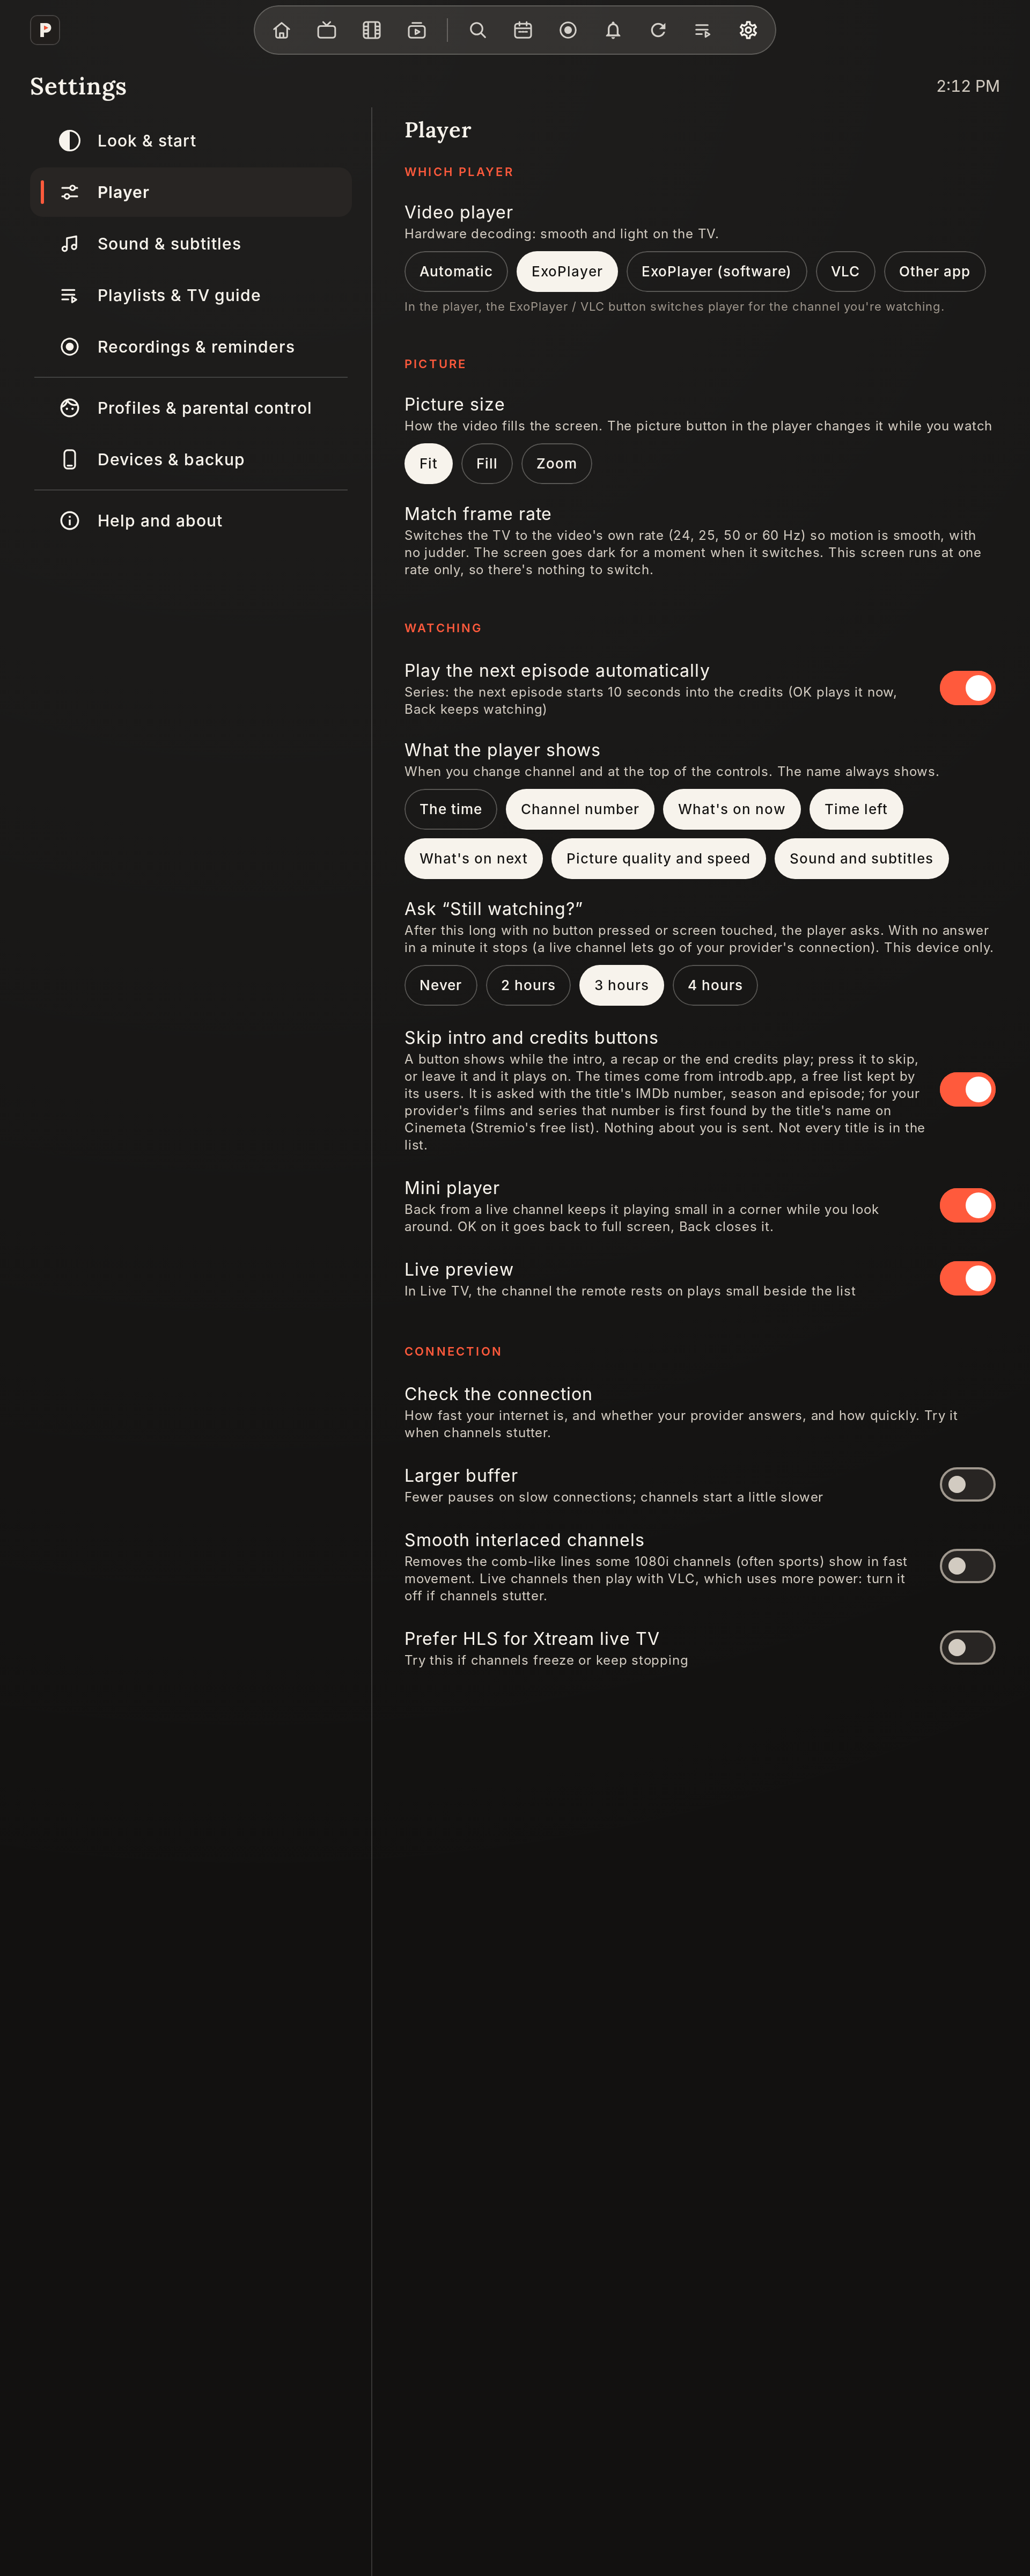 P
Settings
2:12 PM
Look & start
Player
Sound & subtitles
Playlists & TV guide
Recordings & reminders
Profiles & parental control
Devices & backup
Help and about
Player
WHICH PLAYER
Video player
Hardware decoding: smooth and light on the TV.
Automatic
ExoPlayer
ExoPlayer (software)
VLC
Other app
In the player, the ExoPlayer / VLC button switches player for the channel you're watching.
PICTURE
Picture size
How the video fills the screen. The picture button in the player changes it while you watch
Fit
Fill
Zoom
Match frame rate
Switches the TV to the video's own rate (24, 25, 50 or 60 Hz) so motion is smooth, with
no judder. The screen goes dark for a moment when it switches. This screen runs at one
rate only, so there's nothing to switch.
WATCHING
Play the next episode automatically
Series: the next episode starts 10 seconds into the credits (OK plays it now,
Back keeps watching)
What the player shows
When you change channel and at the top of the controls. The name always shows.
The time
Channel number
What's on now
Time left
What's on next
Picture quality and speed
Sound and subtitles
Ask “Still watching?”
After this long with no button pressed or screen touched, the player asks. With no answer
in a minute it stops (a live channel lets go of your provider's connection). This device only.
Never
2 hours
3 hours
4 hours
Skip intro and credits buttons
A button shows while the intro, a recap or the end credits play; press it to skip,
or leave it and it plays on. The times come from introdb.app, a free list kept by
its users. It is asked with the title's IMDb number, season and episode; for your
provider's films and series that number is first found by the title's name on
Cinemeta (Stremio's free list). Nothing about you is sent. Not every title is in the
list.
Mini player
Back from a live channel keeps it playing small in a corner while you look
around. OK on it goes back to full screen, Back closes it.
Live preview
In Live TV, the channel the remote rests on plays small beside the list
CONNECTION
Check the connection
How fast your internet is, and whether your provider answers, and how quickly. Try it
when channels stutter.
Larger buffer
Fewer pauses on slow connections; channels start a little slower
Smooth interlaced channels
Removes the comb-like lines some 1080i channels (often sports) show in fast
movement. Live channels then play with VLC, which uses more power: turn it
off if channels stutter.
Prefer HLS for Xtream live TV
Try this if channels freeze or keep stopping